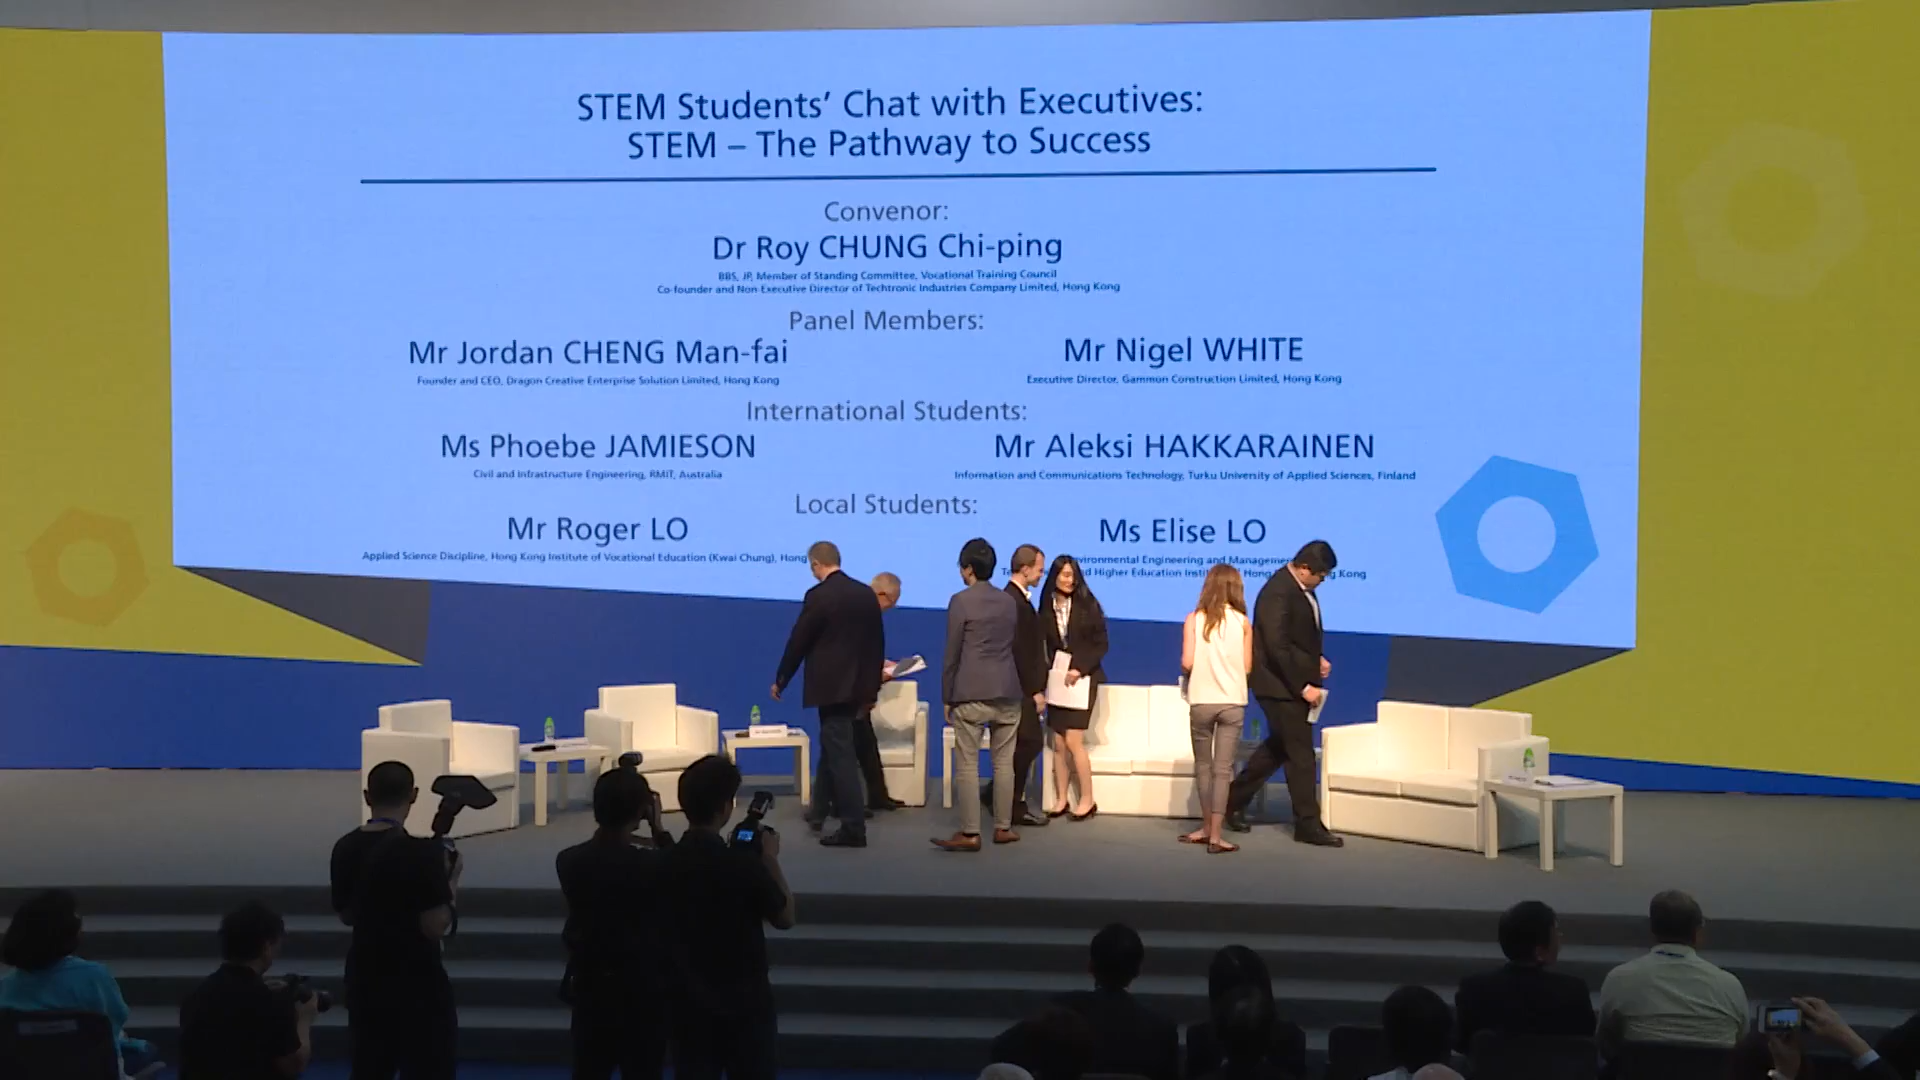 STEM Students’ Chat with Executives:
STEM – The Pathway to Success
Convenor:
Dr Roy CHUNG Chi-ping
BBS, JP, Member of Standing Committee, Vocational Training Council
Co-founder and Non-Executive Director of Techtronic Industries Company Limited, Hong Kong
Panel Members:
Mr Jordan CHENG Man-fai
Founder and CEO, Dragon Creative Enterprise Solution Limited, Hong Kong
Mr Nigel WHITE
Executive Director, Gammon Construction Limited, Hong Kong
International Students:
Ms Phoebe JAMIESON
Civil and Infrastructure Engineering, RMIT, Australia
Mr Aleksi HAKKARAINEN
Information and Communications Technology, Turku University of Applied Sciences, Finland
Local Students:
Mr Roger LO
Applied Science Discipline, Hong Kong Institute of Vocational Education (Kwai Chung), Hong
Ms Elise LO
Engineering and
Higher Education Hong Kong